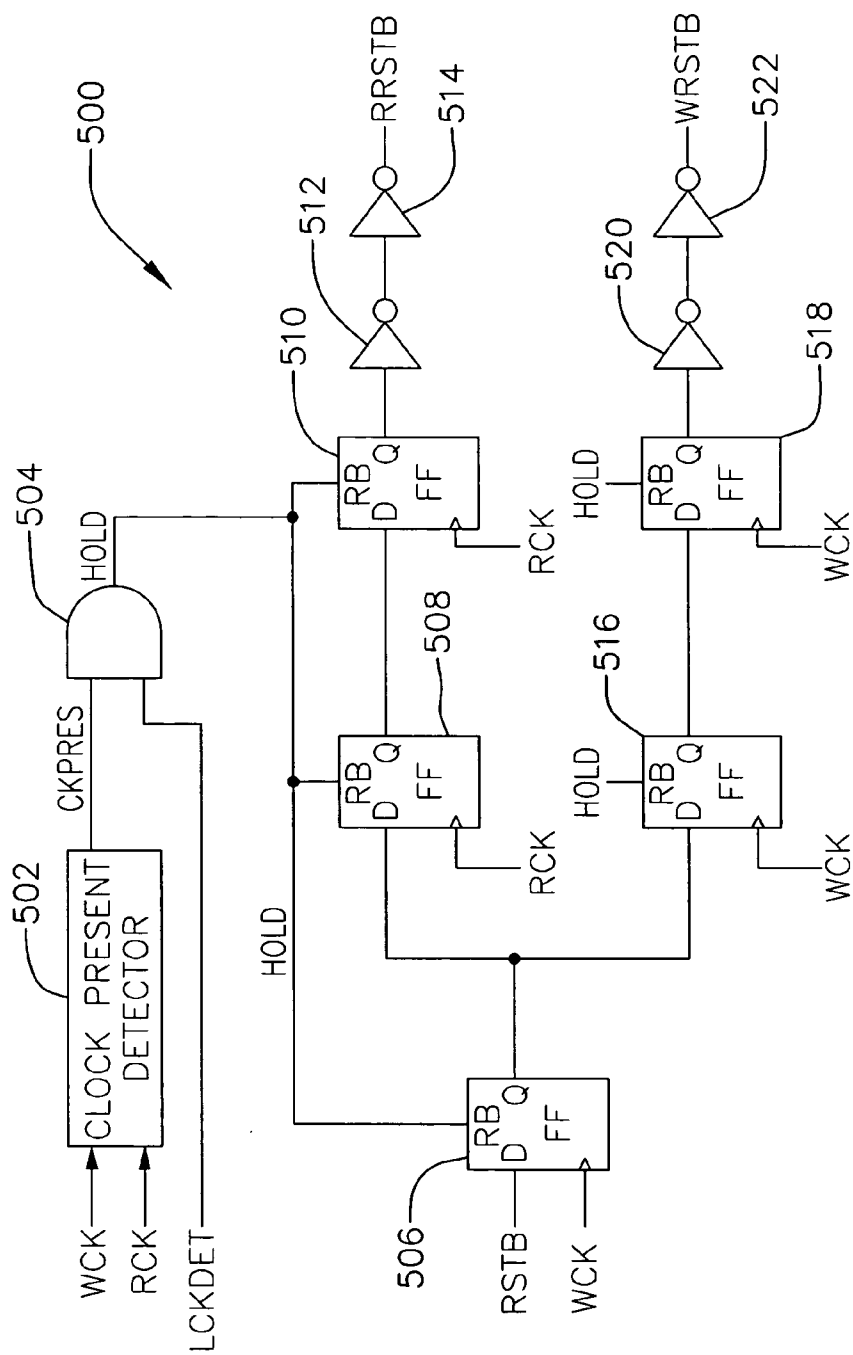 500
WCK
RCK
LCKDET
502
CLOCK PRESENT
DETECTOR
CKPRES
504
HOLD
HOLD
506
RSTB
RB
D Q
FF
WCK
508
RB
D Q
FF
RCK
510
RB
D Q
FF
RCK
512
514
RRSTB
516
HOLD
RB
D Q
FF
WCK
518
HOLD
RB
D Q
FF
WCK
520
522
WRSTB